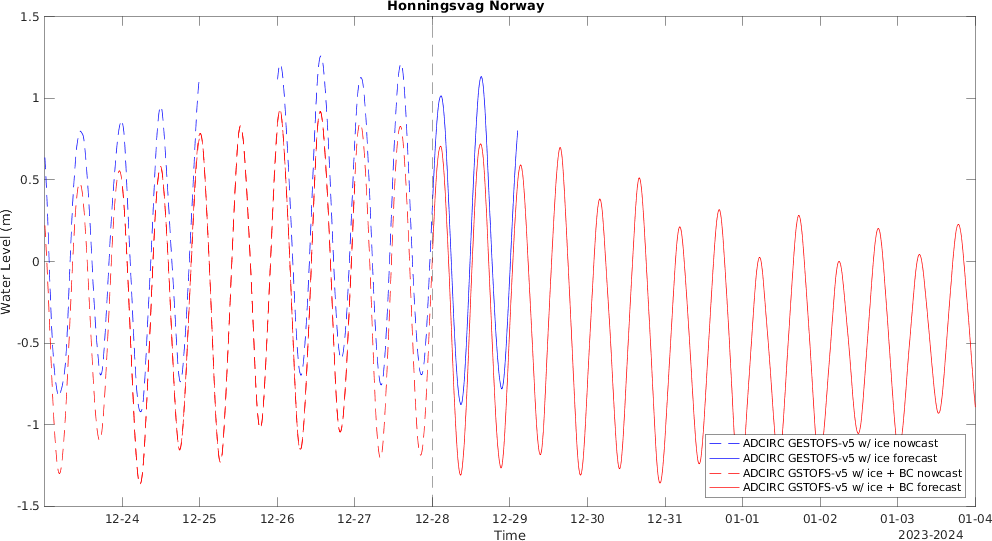 Honningsvag Norway
1.5
1
0.5
0
-0.5
-1
-1.5
Water Level (m)
12-24 12-25 12-26 12-27 12-28 12-29 12-30 12-31 01-01 01-02 01-03 01-04
Time
2023-2024
ADCIRC GESTOFS-v5 w/ ice nowcast
ADCIRC GESTOFS-v5 w/ ice forecast
ADCIRC GSTOFS-v5 w/ ice + BC nowcast
ADCIRC GSTOFS-v5 w/ ice + BC forecast